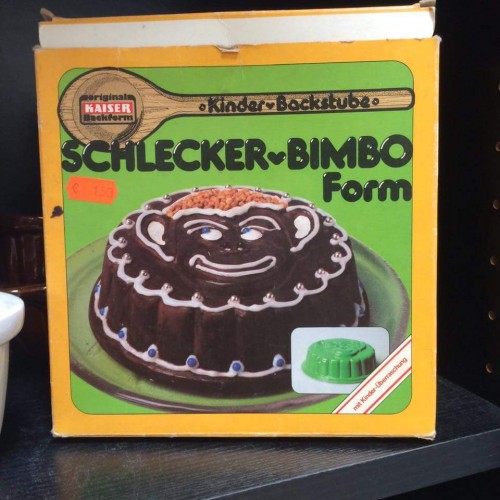 original
KAISER
Backform
Kinder♥Backstube
SCHLECKER♥BIMBO
Form
mit Kinder-Überraschung